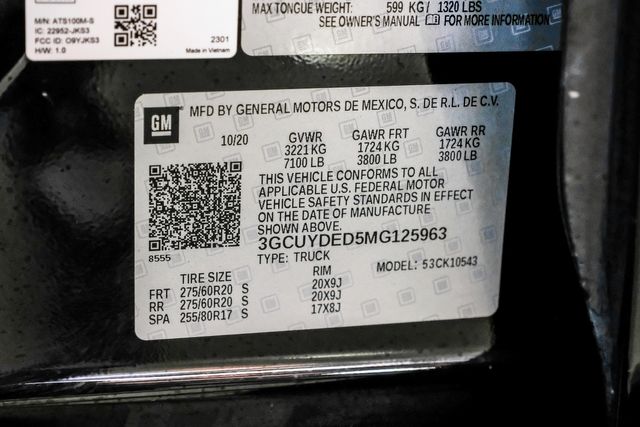 M/N: ATS100M-S
IC: 22952-JKS3
FCC ID: O9YJKS3
H/W: 1.0
2301
Made in Vietnam
MAX TONGUE WEIGHT: 599 KG / 1320 LBS
SEE OWNER'S MANUAL FOR MORE INFORMATION
GM
MFD BY GENERAL MOTORS DE MEXICO, S. DE R.L. DE C.V.
10/20 GVWR GAWR FRT GAWR RR
3221 KG 1724 KG 1724 KG
7100 LB 3800 LB 3800 LB
THIS VEHICLE CONFORMS TO ALL
APPLICABLE U.S. FEDERAL MOTOR
VEHICLE SAFETY STANDARDS IN EFFECT
ON THE DATE OF MANUFACTURE
SHOWN ABOVE.
8555
3GCUYDED5MG125963
TYPE: TRUCK
MODEL: 53CK10543
TIRE SIZE RIM
FRT 275/60R20 S 20X9J
RR 275/60R20 S 20X9J
SPA 255/80R17 S 17X8J